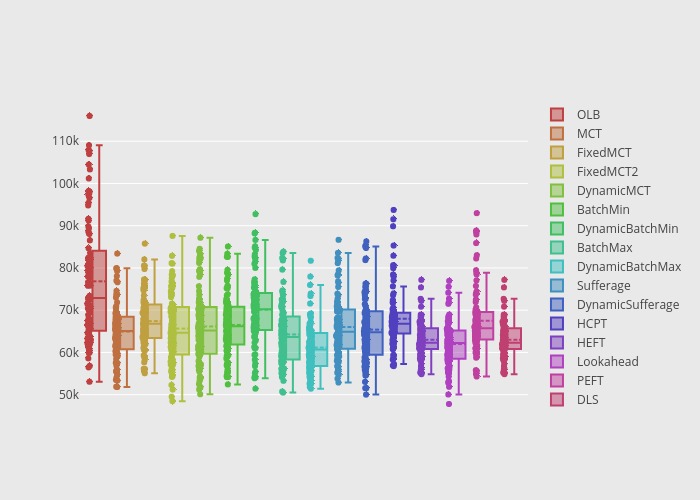 110k
100k
90k
80k
70k
60k
50k
OLB
MCT
FixedMCT
FixedMCT2
DynamicMCT
BatchMin
DynamicBatchMin
BatchMax
DynamicBatchMax
Sufferage
DynamicSufferage
HCPT
HEFT
Lookahead
PEFT
DLS